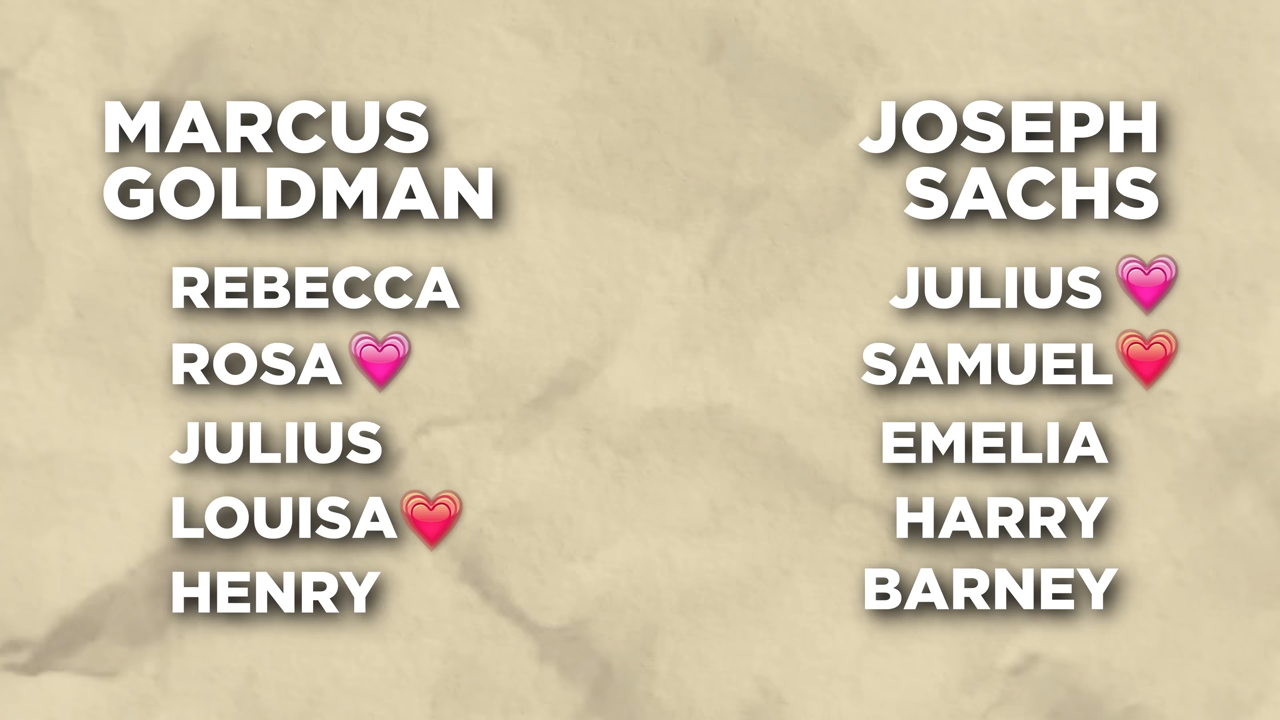 MARCUS
GOLDMAN
REBECCA
ROSA
JULIUS
LOUISA
HENRY
JOSEPH
SACHS
JULIUS
SAMUEL
EMELIA
HARRY
BARNEY